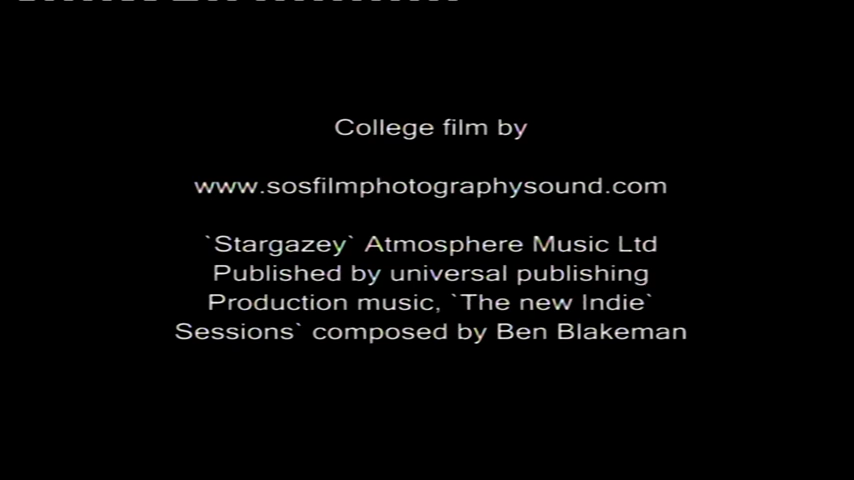 College film by
www.sosfilmphotographysound.com
`Stargazey` Atmosphere Music Ltd
Published by universal publishing
Production music, `The new Indie`
Sessions` composed by Ben Blakeman